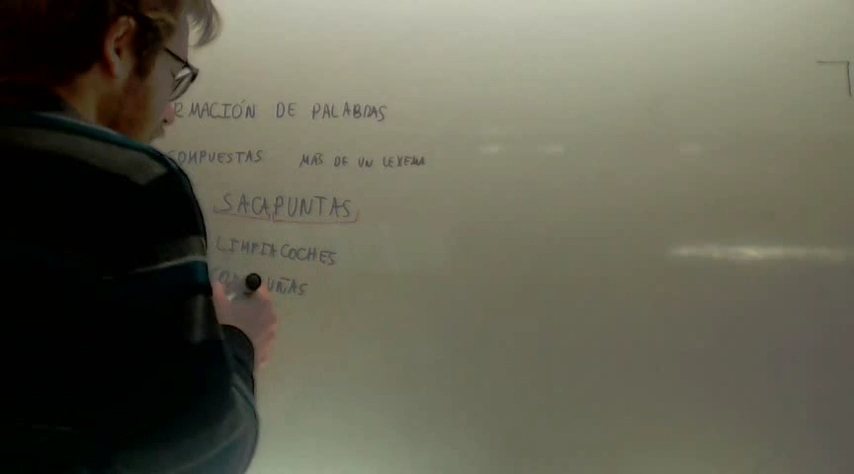 RMACIÓN DE PALABRAS
COMPUESTAS MÁS DE UN LEXEMA
SACAPUNTAS
LIMPIACOCHES
UÑAS